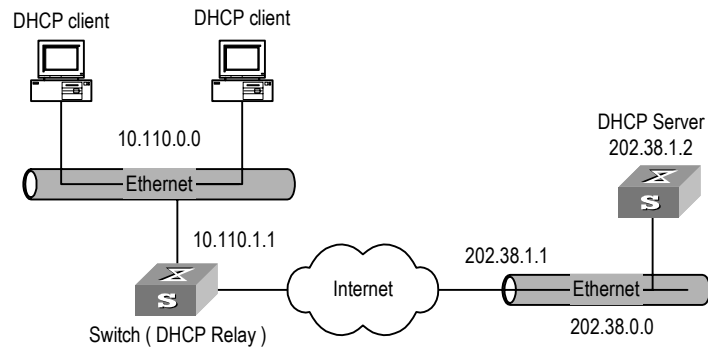 DHCP client
DHCP client
10.110.0.0
DHCP Server
202.38.1.2
Ethernet
S
10.110.1.1
202.38.1.1
S
Internet
Ethernet
Switch ( DHCP Relay )
202.38.0.0